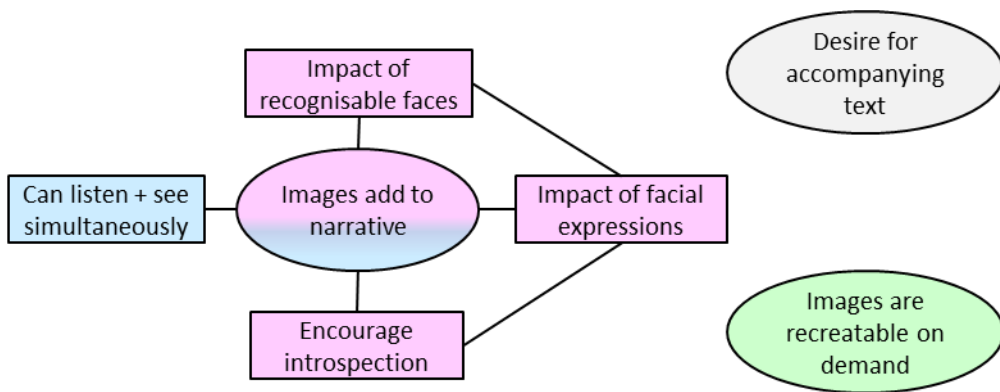 Impact of
recognisable faces
Desire for
accompanying
text
Can listen + see
simultaneously
Images add to
narrative
Impact of facial
expressions
Encourage
introspection
Images are
recreatable on
demand